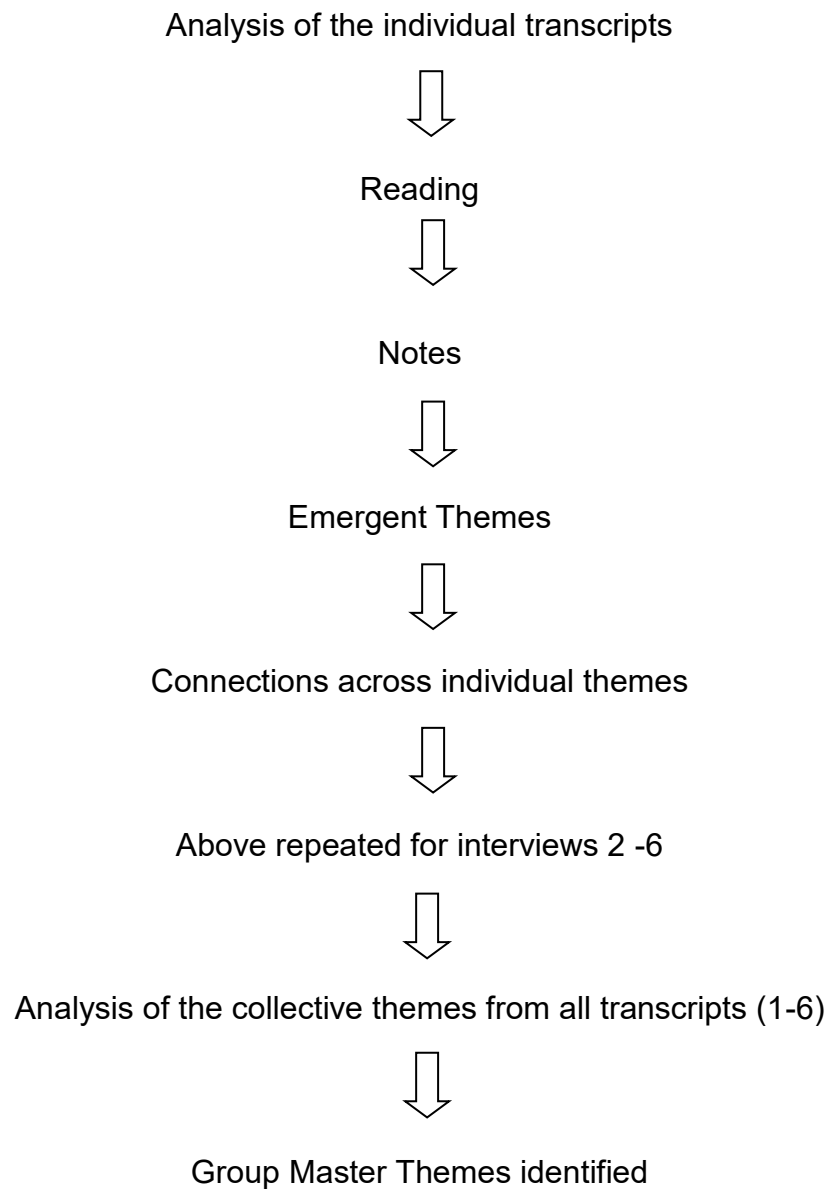 Analysis of the individual transcripts
Reading
Notes
Emergent Themes
Connections across individual themes
Above repeated for interviews 2 -6
Analysis of the collective themes from all transcripts (1-6)
Group Master Themes identified